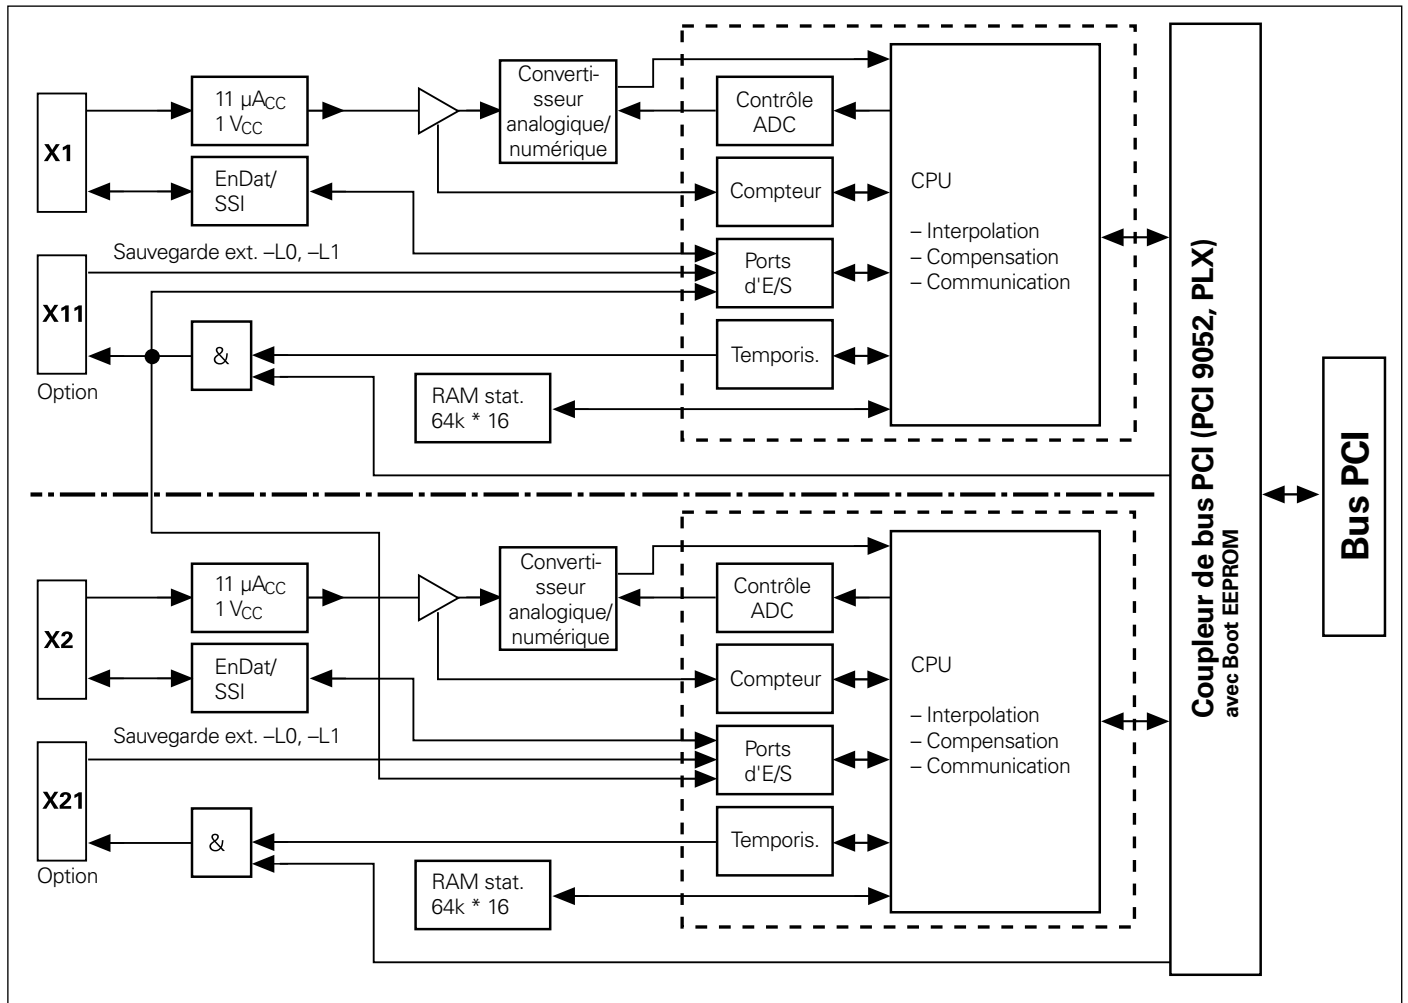 X1
11 µACC
1 VCC
EnDat/
SSI
Converti-
sseur
analogique/
numérique
Contrôle
ADC
Compteur
Ports
d'E/S
Temporis.
CPU
– Interpolation
– Compensation
– Communication
Sauvegarde ext. –L0, –L1
X11
Option
&
RAM stat.
64k * 16
X2
11 µACC
1 VCC
EnDat/
SSI
Converti-
sseur
analogique/
numérique
Contrôle
ADC
Compteur
Ports
d'E/S
Temporis.
CPU
– Interpolation
– Compensation
– Communication
Sauvegarde ext. –L0, –L1
X21
Option
&
RAM stat.
64k * 16
Coupleur de bus PCI (PCI 9052, PLX)
avec Boot EEPROM
Bus PCI